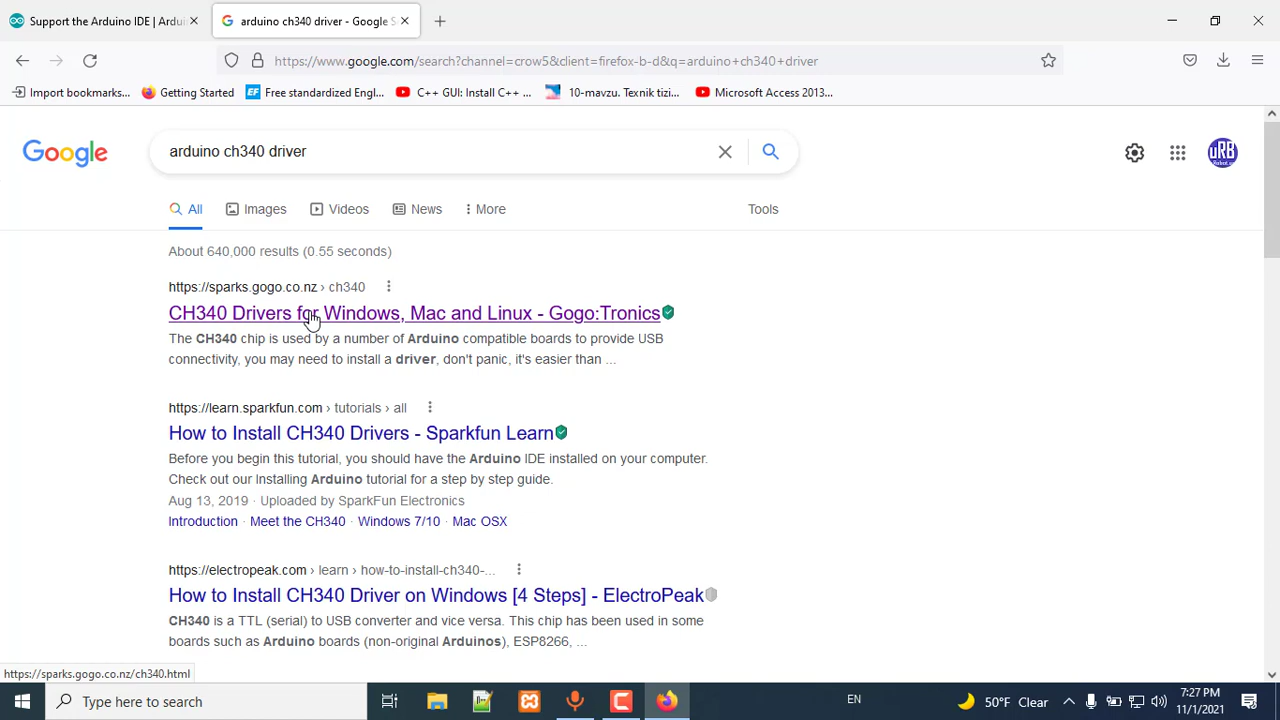 Support the Arduino IDE | Ardui
arduino ch340 driver - Google S
https://www.google.com/search?channel=crow5&client=firefox-b-d&q=arduino+ch340+driver
Import bookmarks...
Getting Started
EF Free standardized Engl...
C++ GUI: Install C++ ...
10-mavzu. Texnik tizi...
Microsoft Access 2013...
Google
arduino ch340 driver
uRB
All
Images
Videos
News
More
Tools
About 640,000 results (0.55 seconds)
https://sparks.gogo.co.nz › ch340
CH340 Drivers for Windows, Mac and Linux - Gogo:Tronics
The CH340 chip is used by a number of Arduino compatible boards to provide USB
connectivity, you may need to install a driver, don't panic, it's easier than ...
https://learn.sparkfun.com › tutorials › all
How to Install CH340 Drivers - Sparkfun Learn
Before you begin this tutorial, you should have the Arduino IDE installed on your computer.
Check out our Installing Arduino tutorial for a step by step guide.
Aug 13, 2019 · Uploaded by SparkFun Electronics
Introduction · Meet the CH340 · Windows 7/10 · Mac OSX
https://electropeak.com › learn › how-to-install-ch340-...
How to Install CH340 Driver on Windows [4 Steps] - ElectroPeak
CH340 is a TTL (serial) to USB converter and vice versa. This chip has been used in some
boards such as Arduino boards (non-original Arduinos), ESP8266, ...
https://sparks.gogo.co.nz/ch340.html
Type here to search
EN
50°F Clear
7:27 PM
11/1/2021